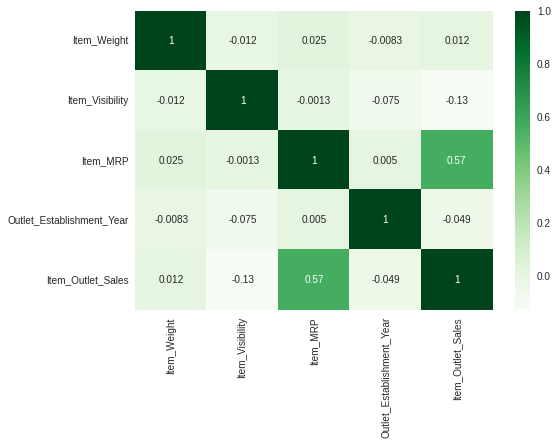 Item_Weight 1 -0.012 0.025 -0.0083 0.012
Item_Visibility -0.012 1 -0.0013 -0.075 -0.13
Item_MRP 0.025 -0.0013 1 0.005 0.57
Outlet_Establishment_Year -0.0083 -0.075 0.005 1 -0.049
Item_Outlet_Sales 0.012 -0.13 0.57 -0.049 1
Item_Weight
Item_Visibility
Item_MRP
Outlet_Establishment_Year
Item_Outlet_Sales
1.0
0.8
0.6
0.4
0.2
0.0